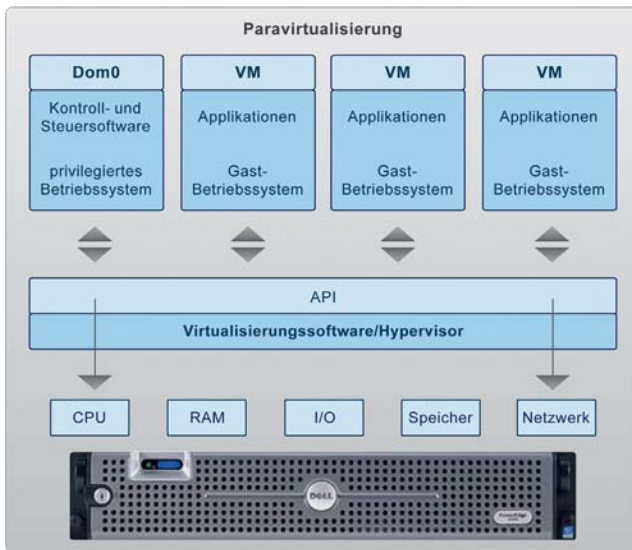 Paravirtualisierung
Dom0
Kontroll- und
Steuersoftware
privilegiertes
Betriebssystem
VM
Applikationen
Gast-
Betriebssystem
VM
Applikationen
Gast-
Betriebssystem
VM
Applikationen
Gast-
Betriebssystem
API
Virtualisierungssoftware/Hypervisor
CPU
RAM
I/O
Speicher
Netzwerk
DELL
PowerEdge